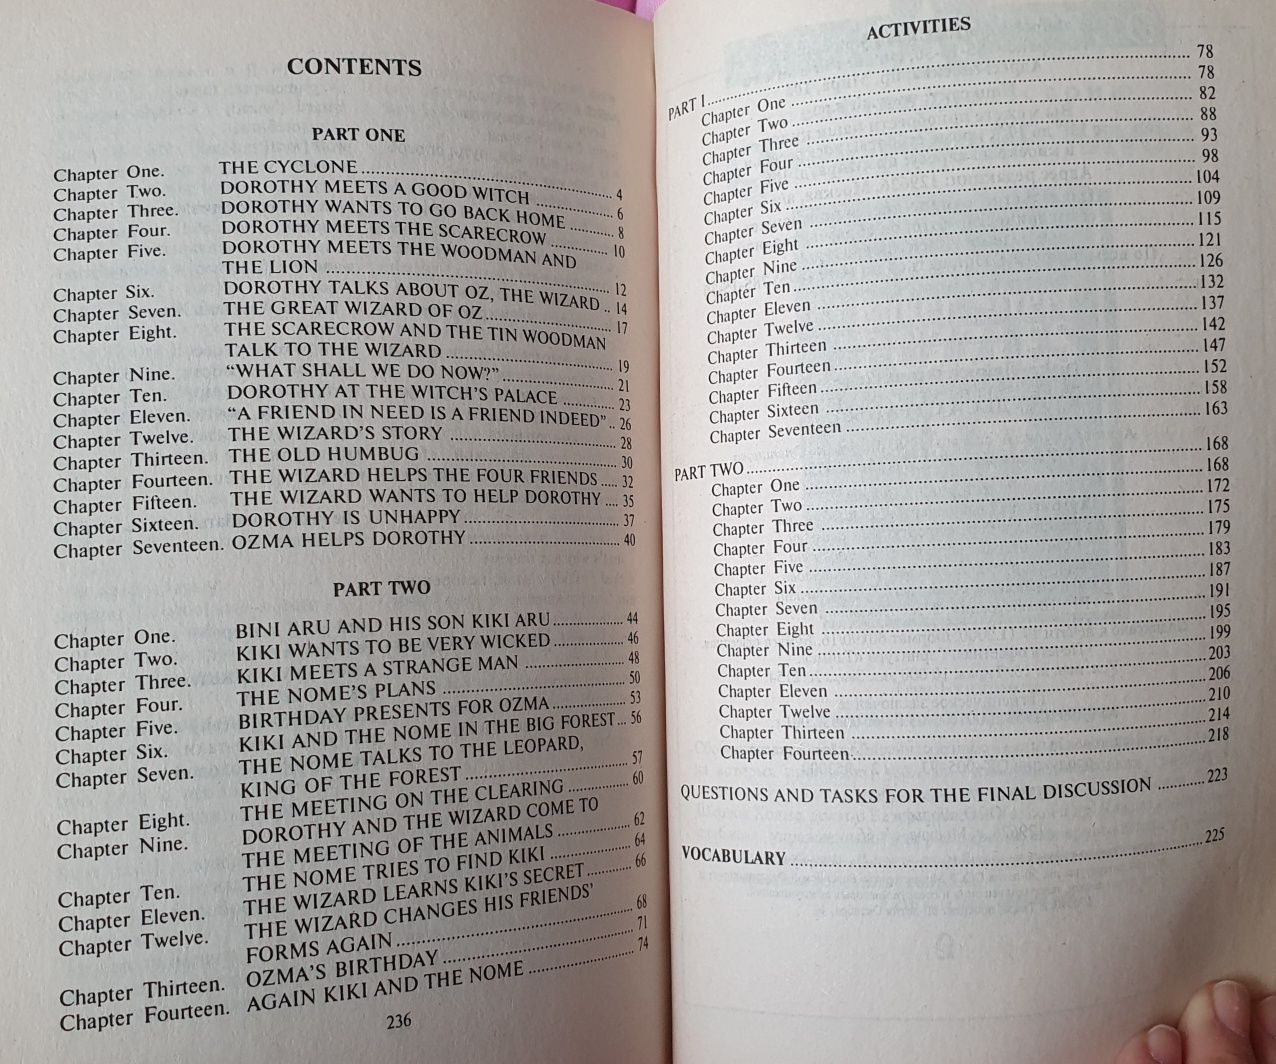 CONTENTS
PART ONE
Chapter One. THE CYCLONE .......... 4
Chapter Two. DOROTHY MEETS A GOOD WITCH .......... 6
Chapter Three. DOROTHY WANTS TO GO BACK HOME .......... 8
Chapter Four. DOROTHY MEETS THE SCARECROW .......... 10
Chapter Five. DOROTHY MEETS THE WOODMAN AND
THE LION .......... 12
Chapter Six. DOROTHY TALKS ABOUT OZ, THE WIZARD .. 14
Chapter Seven. THE GREAT WIZARD OF OZ .......... 17
Chapter Eight. THE SCARECROW AND THE TIN WOODMAN
TALK TO THE WIZARD .......... 19
Chapter Nine. “WHAT SHALL WE DO NOW?” .......... 21
Chapter Ten. DOROTHY AT THE WITCH'S PALACE .......... 23
Chapter Eleven. “A FRIEND IN NEED IS A FRIEND INDEED” .. 26
Chapter Twelve. THE WIZARD'S STORY .......... 28
Chapter Thirteen. THE OLD HUMBUG .......... 30
Chapter Fourteen. THE WIZARD HELPS THE FOUR FRIENDS ..... 32
Chapter Fifteen. THE WIZARD WANTS TO HELP DOROTHY .... 35
Chapter Sixteen. DOROTHY IS UNHAPPY .......... 37
Chapter Seventeen. OZMA HELPS DOROTHY .......... 40
PART TWO
Chapter One. BINI ARU AND HIS SON KIKI ARU .......... 44
Chapter Two. KIKI WANTS TO BE VERY WICKED .......... 46
Chapter Three. KIKI MEETS A STRANGE MAN .......... 48
Chapter Four. THE NOME'S PLANS .......... 50
Chapter Five. BIRTHDAY PRESENTS FOR OZMA .......... 53
Chapter Six. KIKI AND THE NOME IN THE BIG FOREST ... 56
Chapter Seven. THE NOME TALKS TO THE LEOPARD,
KING OF THE FOREST .......... 57
Chapter Eight. THE MEETING ON THE CLEARING .......... 60
Chapter Nine. DOROTHY AND THE WIZARD COME TO
THE MEETING OF THE ANIMALS .......... 62
Chapter Ten. THE NOME TRIES TO FIND KIKI .......... 64
Chapter Eleven. THE WIZARD LEARNS KIKI'S SECRET .......... 66
Chapter Twelve. THE WIZARD CHANGES HIS FRIENDS'
FORMS AGAIN .......... 68
Chapter Thirteen. OZMA'S BIRTHDAY .......... 71
Chapter Fourteen. AGAIN KIKI AND THE NOME .......... 74
236
ACTIVITIES
PART I .......... 78
Chapter One .......... 78
Chapter Two .......... 82
Chapter Three .......... 88
Chapter Four .......... 93
Chapter Five .......... 98
Chapter Six .......... 104
Chapter Seven .......... 109
Chapter Eight .......... 115
Chapter Nine .......... 121
Chapter Ten .......... 126
Chapter Eleven .......... 132
Chapter Twelve .......... 137
Chapter Thirteen .......... 142
Chapter Fourteen .......... 147
Chapter Fifteen .......... 152
Chapter Sixteen .......... 158
Chapter Seventeen .......... 163
PART TWO .......... 168
Chapter One .......... 168
Chapter Two .......... 172
Chapter Three .......... 175
Chapter Four .......... 179
Chapter Five .......... 183
Chapter Six .......... 187
Chapter Seven .......... 191
Chapter Eight .......... 195
Chapter Nine .......... 199
Chapter Ten .......... 203
Chapter Eleven .......... 206
Chapter Twelve .......... 210
Chapter Thirteen .......... 214
Chapter Fourteen .......... 218
QUESTIONS AND TASKS FOR THE FINAL DISCUSSION .......... 223
VOCABULARY .......... 225